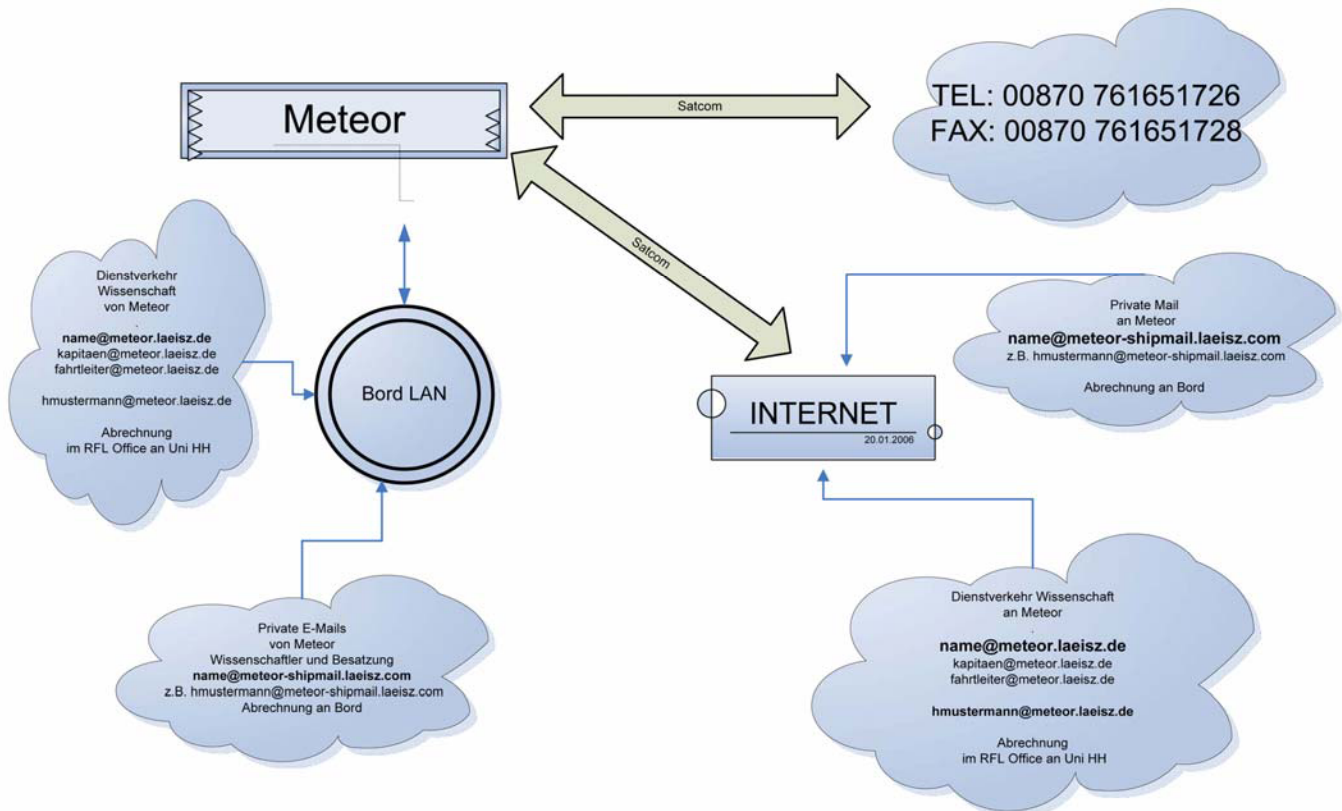 Meteor
Satcom
TEL: 00870 761651726
FAX: 00870 761651728
Satcom
Dienstverkehr
Wissenschaft
von Meteor
.
name@meteor.laeisz.de
kapitaen@meteor.laeisz.de
fahrtleiter@meteor.laeisz.de
hmustermann@meteor.laeisz.de
Abrechnung
im RFL Office an Uni HH
Bord LAN
Private Mail
an Meteor
name@meteor-shipmail.laeisz.com
z.B. hmustermann@meteor-shipmail.laeisz.com
Abrechnung an Bord
INTERNET
20.01.2006
Private E-Mails
von Meteor
Wissenschaftler und Besatzung
name@meteor-shipmail.laeisz.com
z.B. hmustermann@meteor-shipmail.laeisz.com
Abrechnung an Bord
Dienstverkehr Wissenschaft
an Meteor
.
name@meteor.laeisz.de
kapitaen@meteor.laeisz.de
fahrtleiter@meteor.laeisz.de
hmustermann@meteor.laeisz.de
Abrechnung
im RFL Office an Uni HH